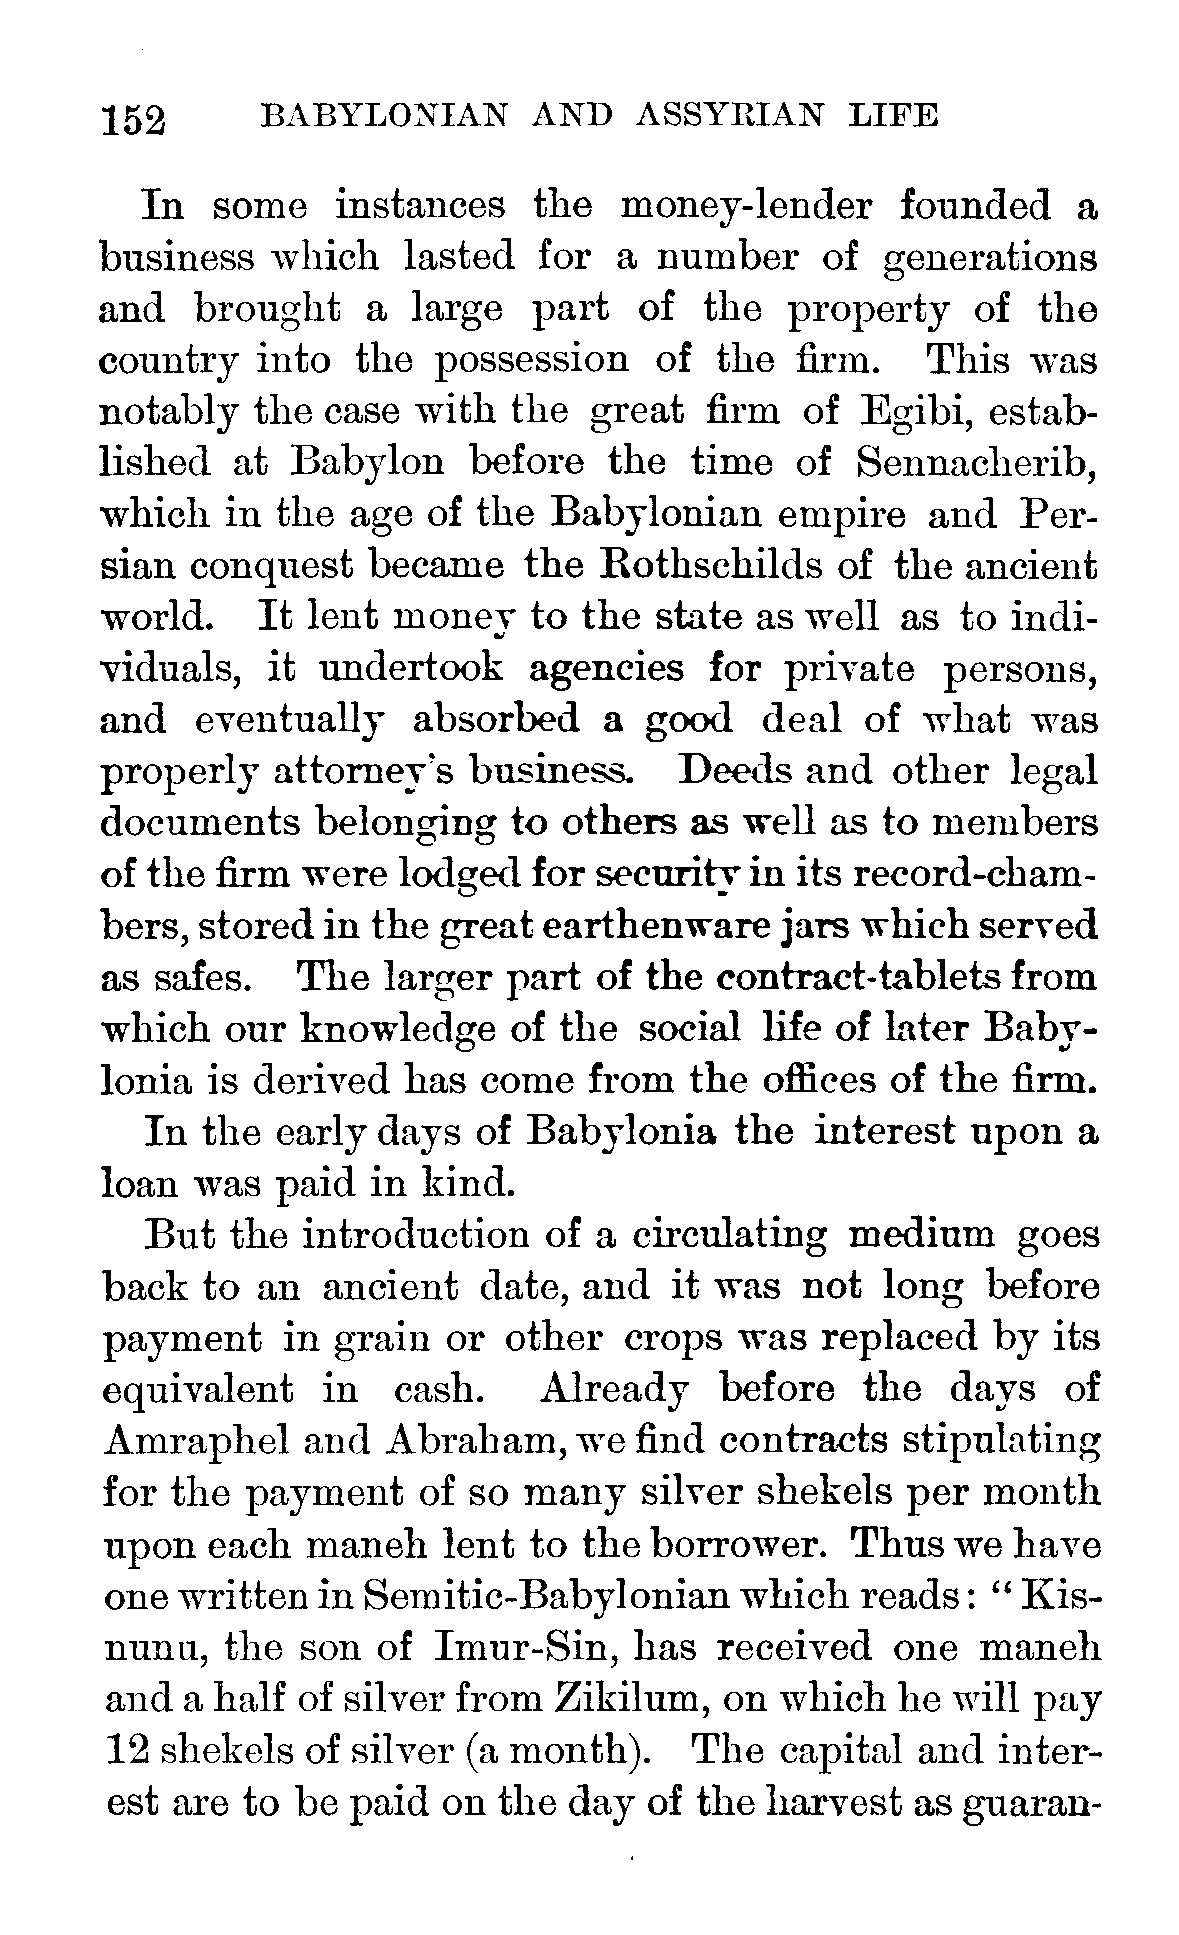 152 BABYLONIAN AND ASSYRIAN LIFE
In some instances the money-lender founded a
business which lasted for a number of generations
and brought a large part of the property of the
country into the possession of the firm. This was
notably the case with the great firm of Egibi, estab-
lished at Babylon before the time of Sennacherib,
which in the age of the Babylonian empire and Per-
sian conquest became the Rothschilds of the ancient
world. It lent money to the state as well as to indi-
viduals, it undertook agencies for private persons,
and eventually absorbed a good deal of what was
properly attorney's business. Deeds and other legal
documents belonging to others as well as to members
of the firm were lodged for security in its record-cham-
bers, stored in the great earthenware jars which served
as safes. The larger part of the contract-tablets from
which our knowledge of the social life of later Baby-
lonia is derived has come from the offices of the firm.
In the early days of Babylonia the interest upon a
loan was paid in kind.
But the introduction of a circulating medium goes
back to an ancient date, and it was not long before
payment in grain or other crops was replaced by its
equivalent in cash. Already before the days of
Amraphel and Abraham, we find contracts stipulating
for the payment of so many silver shekels per month
upon each maneh lent to the borrower. Thus we have
one written in Semitic-Babylonian which reads: "Kis-
nunu, the son of Imur-Sin, has received one maneh
and a half of silver from Zikilum, on which he will pay
12 shekels of silver (a month). The capital and inter-
est are to be paid on the day of the harvest as guaran-